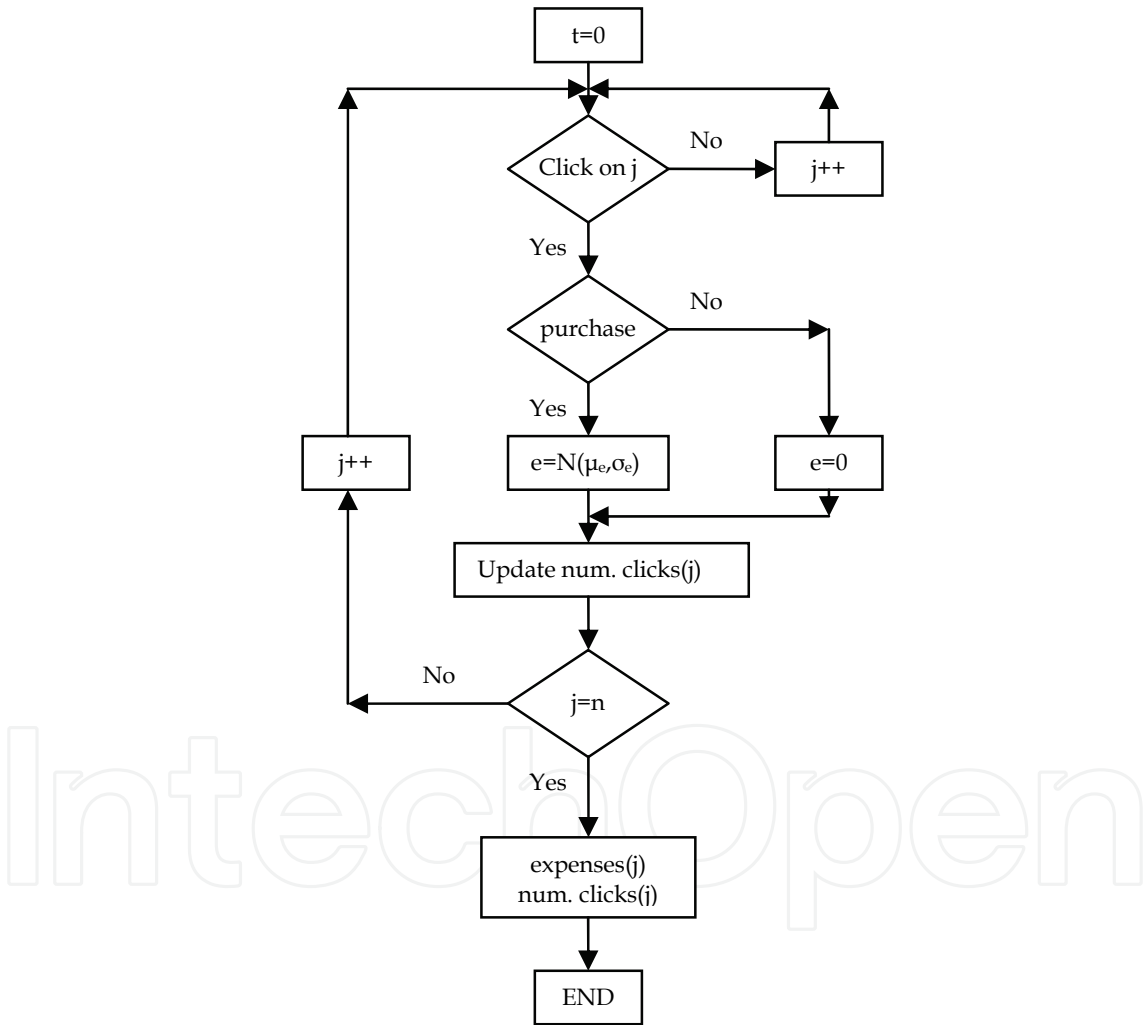 t=0
Click on j
No
j++
Yes
purchase
No
Yes
j++
e=N(μₑ,σₑ)
e=0
Update num. clicks(j)
No
j=n
Yes
IntechOpen
expenses(j)
num. clicks(j)
END